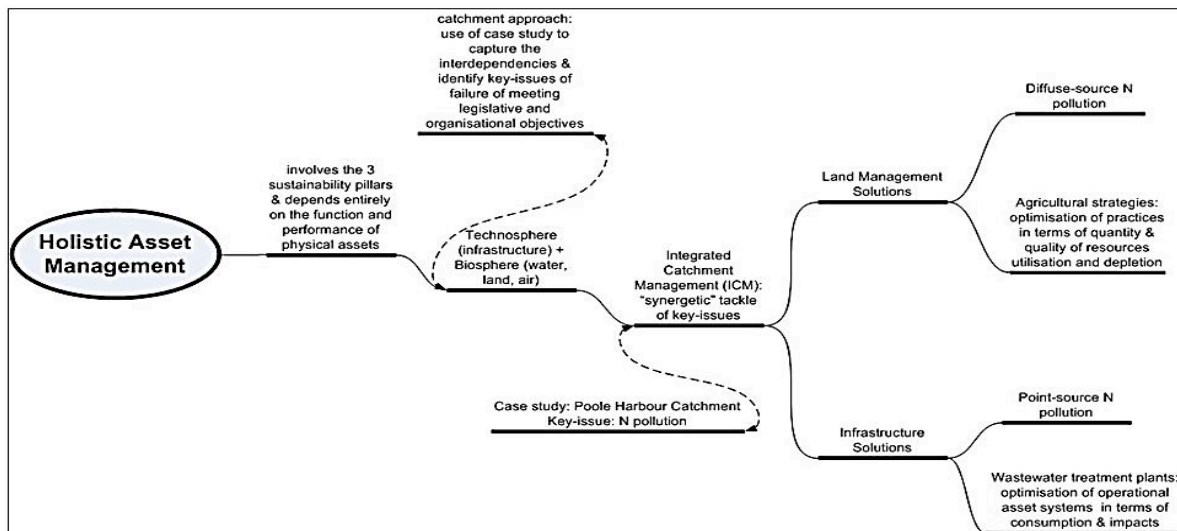 Holistic Asset
Management
involves the 3
sustainability pillars
& depends entirely
on the function and
performance of
physical assets
catchment approach:
use of case study to
capture the
interdependencies &
identify key-issues of
failure of meeting
legislative and
organisational objectives
Technosphere
(infrastructure) +
Biosphere (water,
land, air)
Integrated
Catchment
Management (ICM):
"synergetic" tackle
of key-issues
Case study: Poole Harbour Catchment
Key-issue: N pollution
Land Management
Solutions
Diffuse-source N
pollution
Agricultural strategies:
optimisation of practices
in terms of quantity &
quality of resources
utilisation and depletion
Infrastructure
Solutions
Point-source N
pollution
Wastewater treatment plants:
optimisation of operational
asset systems in terms of
consumption & impacts